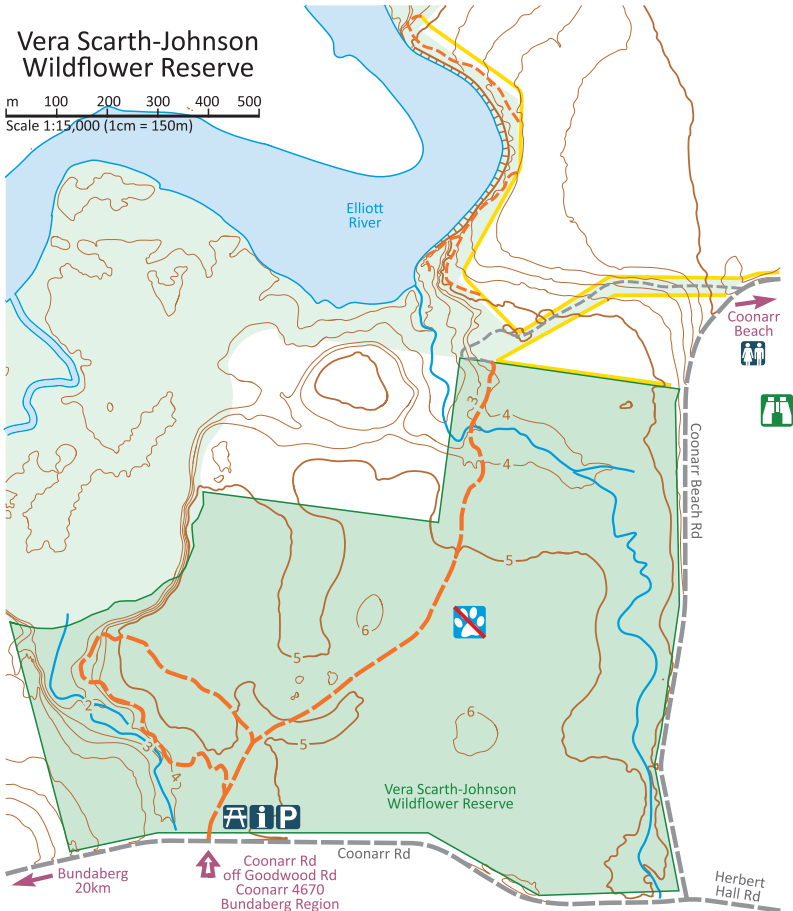 Vera Scarth-Johnson
Wildflower Reserve
m 100 200 300 400 500
Scale 1:15,000 (1cm = 150m)
Elliott
River
Coonarr
Beach
3
4
4
Coonarr Beach Rd
5
6
5
2
3
4
5
6
Vera Scarth-Johnson
Wildflower Reserve
i P
Coonarr Rd
Bundaberg
20km
Coonarr Rd
off Goodwood Rd
Coonarr 4670
Bundaberg Region
Herbert
Hall Rd